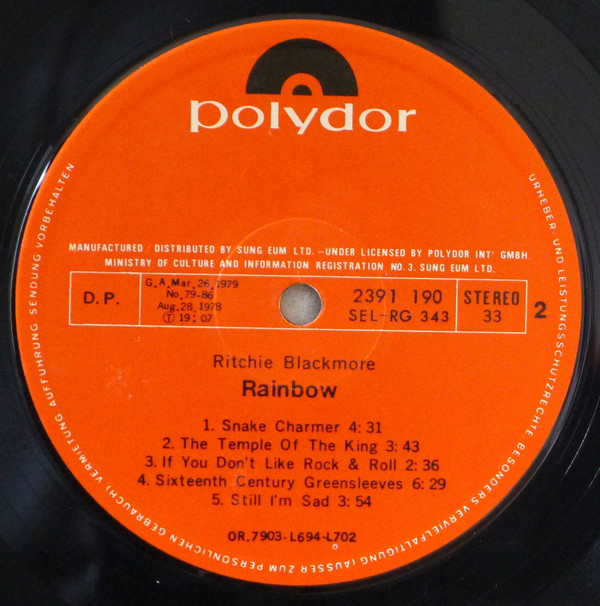 polydor
MANUFACTURED / DISTRIBUTED BY SUNG EUM LTD. –UNDER LICENSED BY POLYDOR INT' GMBH.
MINISTRY OF CULTURE AND INFORMATION REGISTRATION NO. 3. SUNG EUM LTD.
D.P.
G.A.Mar.26.1979
No.79-86
Aug.28.1978
Ⓣ 19:07
2391 190
SEL-RG 343
STEREO
33
2
Ritchie Blackmore
Rainbow
1. Snake Charmer 4:31
2. The Temple Of The King 3:43
3. If You Don't Like Rock & Roll 2:36
4. Sixteenth Century Greensleeves 6:29
5. Still I'm Sad 3:54
OR.7903-L694-L702
URHEBER- UND LEISTUNGSSCHUTZRECHTE BESONDERS VERVIELFÄLTIGUNG (AUSSER ZUM PERSÖNLICHEN GEBRAUCH) VERMIETUNG AUFFÜHRUNG SENDUNG VORBEHALTEN